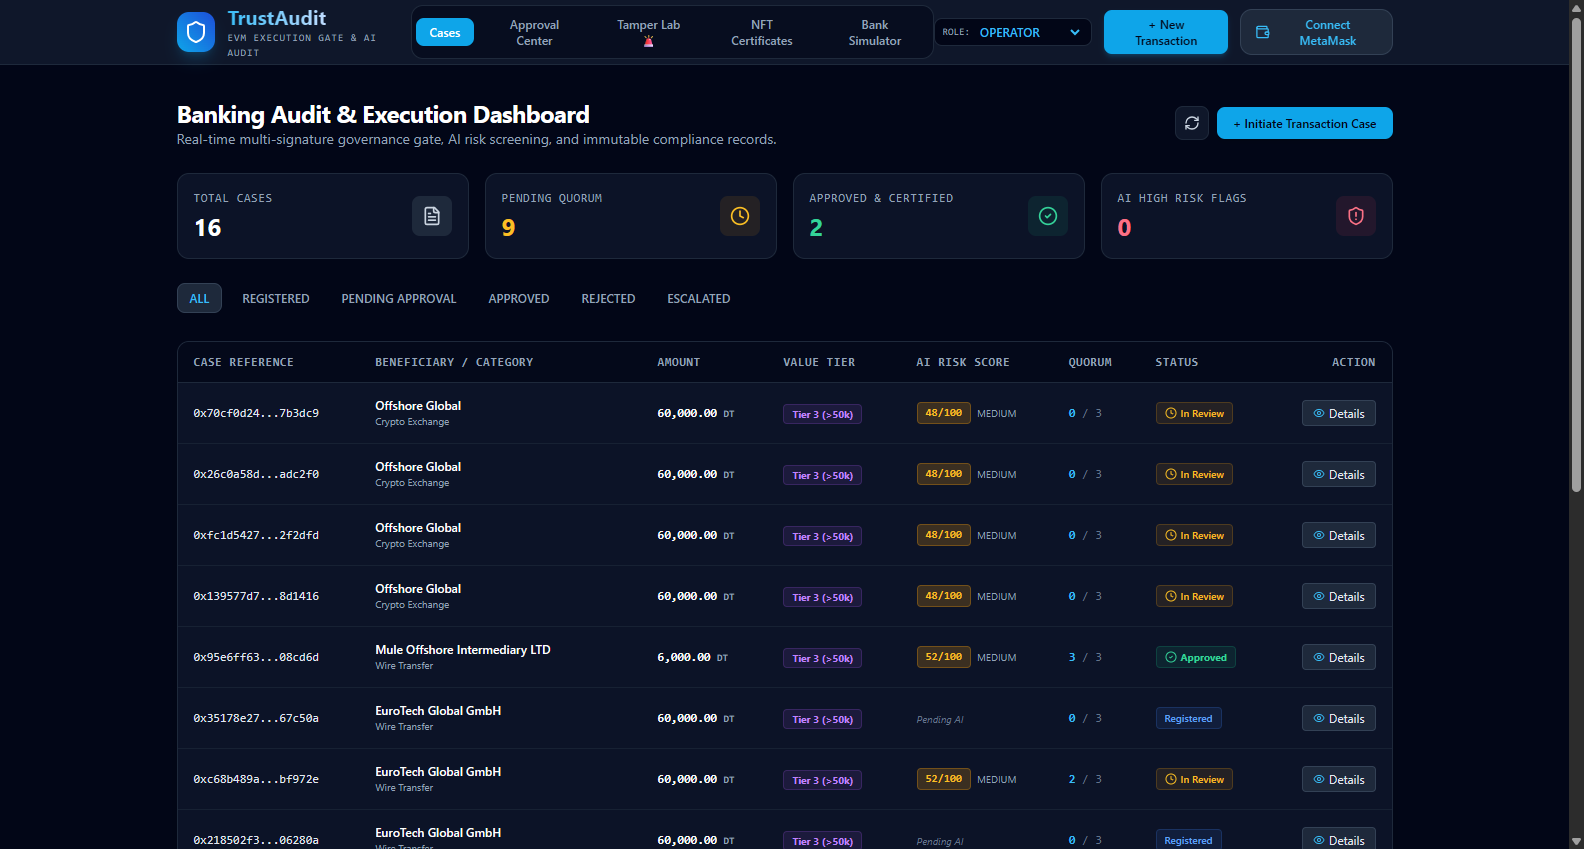 TrustAudit
EVM EXECUTION GATE & AI
AUDIT
Cases
Approval
Center
Tamper Lab
🚨
NFT
Certificates
Bank
Simulator
ROLE: OPERATOR
+ New
Transaction
Connect
MetaMask
Banking Audit & Execution Dashboard
Real-time multi-signature governance gate, AI risk screening, and immutable compliance records.
+ Initiate Transaction Case
TOTAL CASES
16
PENDING QUORUM
9
APPROVED & CERTIFIED
2
AI HIGH RISK FLAGS
0
ALL REGISTERED PENDING APPROVAL APPROVED REJECTED ESCALATED
CASE REFERENCE BENEFICIARY / CATEGORY AMOUNT VALUE TIER AI RISK SCORE QUORUM STATUS ACTION
0x70cf0d24...7b3dc9 Offshore Global 60,000.00 DT Tier 3 (>50k) 48/100 MEDIUM 0 / 3 In Review Details
Crypto Exchange
0x26c0a58d...adc2f0 Offshore Global 60,000.00 DT Tier 3 (>50k) 48/100 MEDIUM 0 / 3 In Review Details
Crypto Exchange
0xfc1d5427...2f2dfd Offshore Global 60,000.00 DT Tier 3 (>50k) 48/100 MEDIUM 0 / 3 In Review Details
Crypto Exchange
0x139577d7...8d1416 Offshore Global 60,000.00 DT Tier 3 (>50k) 48/100 MEDIUM 0 / 3 In Review Details
Crypto Exchange
0x95e6ff63...08cd6d Mule Offshore Intermediary LTD 6,000.00 DT Tier 3 (>50k) 52/100 MEDIUM 3 / 3 Approved Details
Wire Transfer
0x35178e27...67c50a EuroTech Global GmbH 60,000.00 DT Tier 3 (>50k) Pending AI 0 / 3 Registered Details
Wire Transfer
0xc68b489a...bf972e EuroTech Global GmbH 60,000.00 DT Tier 3 (>50k) 52/100 MEDIUM 2 / 3 In Review Details
Wire Transfer
0x218502f3...06280a EuroTech Global GmbH 60,000.00 DT Tier 3 (>50k) Pending AI 0 / 3 Registered Details
Wire Transfer